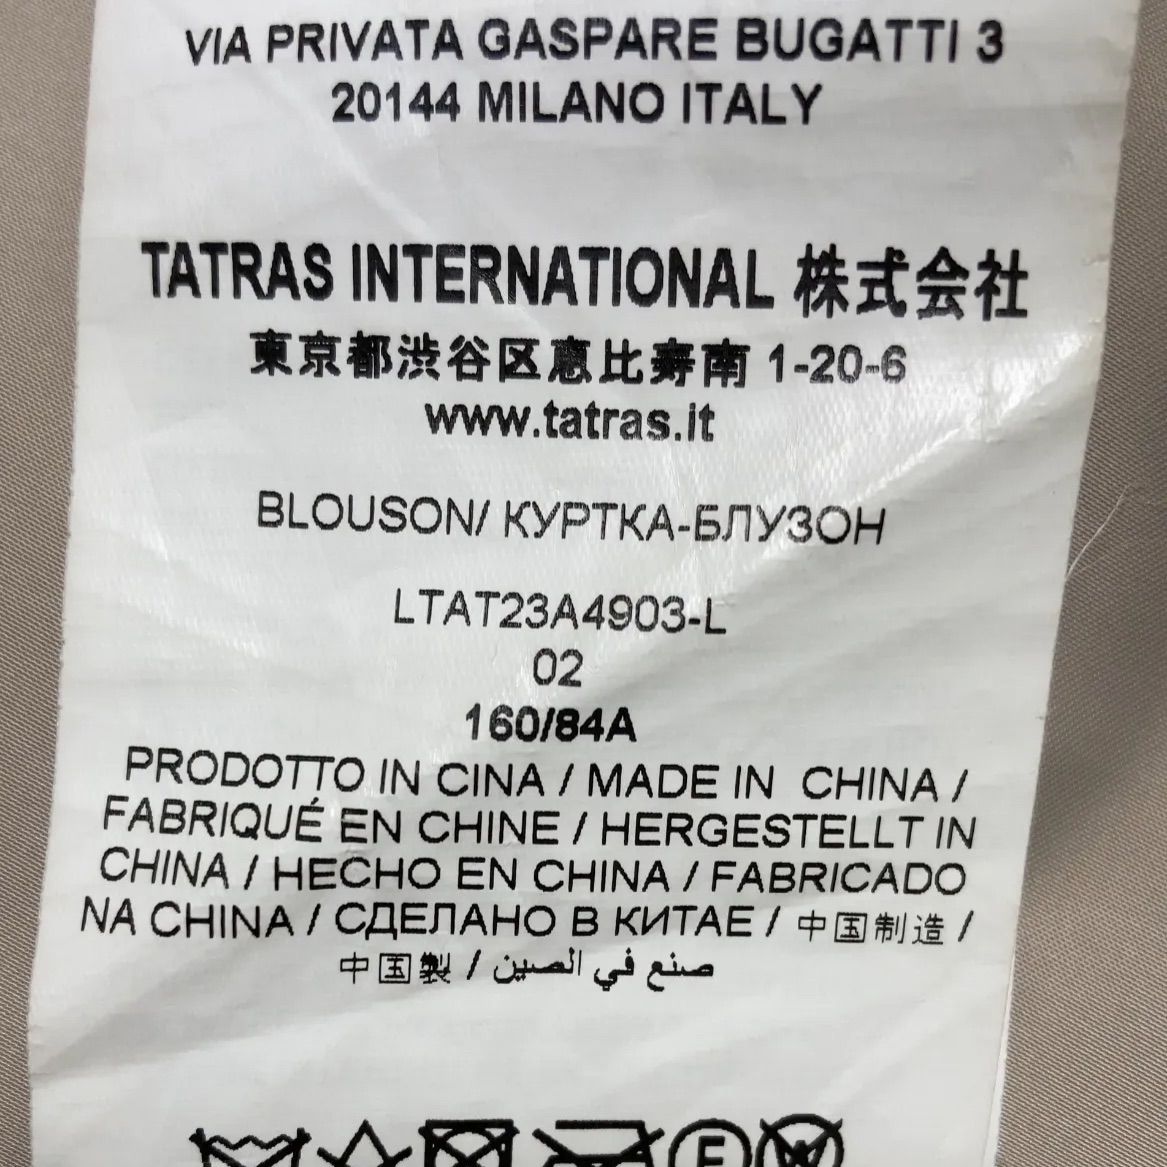 VIA PRIVATA GASPARE BUGATTI 3
20144 MILANO ITALY
TATRAS INTERNATIONAL 株式会社
東京都渋谷区恵比寿南 1-20-6
www.tatras.it
BLOUSON/ КУРТКА-БЛУЗОН
LTAT23A4903-L
02
160/84A
PRODOTTO IN CINA / MADE IN CHINA /
FABRIQUÉ EN CHINE / HERGESTELLT IN
CHINA / HECHO EN CHINA / FABRICADO
NA CHINA / СДЕЛАНО В КИТАЕ / 中国制造 /
中国製 / صنع في الصين
F
W